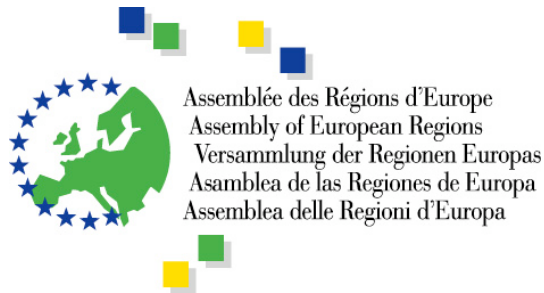 Assemblée des Régions d'Europe
Assembly of European Regions
Versammlung der Regionen Europas
Asamblea de las Regiones de Europa
Assemblea delle Regioni d'Europa